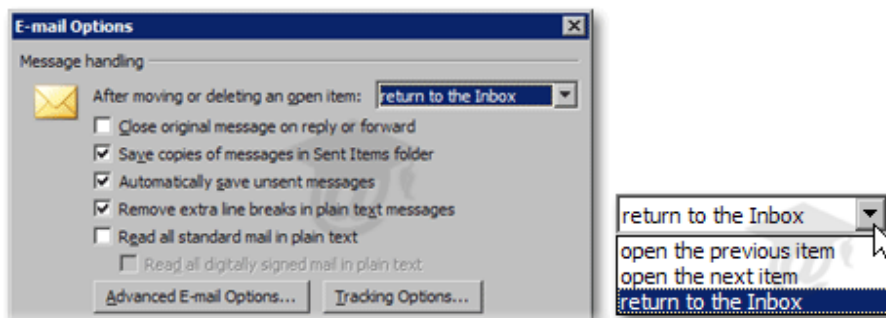 E-mail Options
Message handling
After moving or deleting an open item: return to the Inbox
Close original message on reply or forward
Save copies of messages in Sent Items folder
Automatically save unsent messages
Remove extra line breaks in plain text messages
Read all standard mail in plain text
Read all digitally signed mail in plain text
Advanced E-mail Options... Tracking Options...
return to the Inbox
open the previous item
open the next item
return to the Inbox